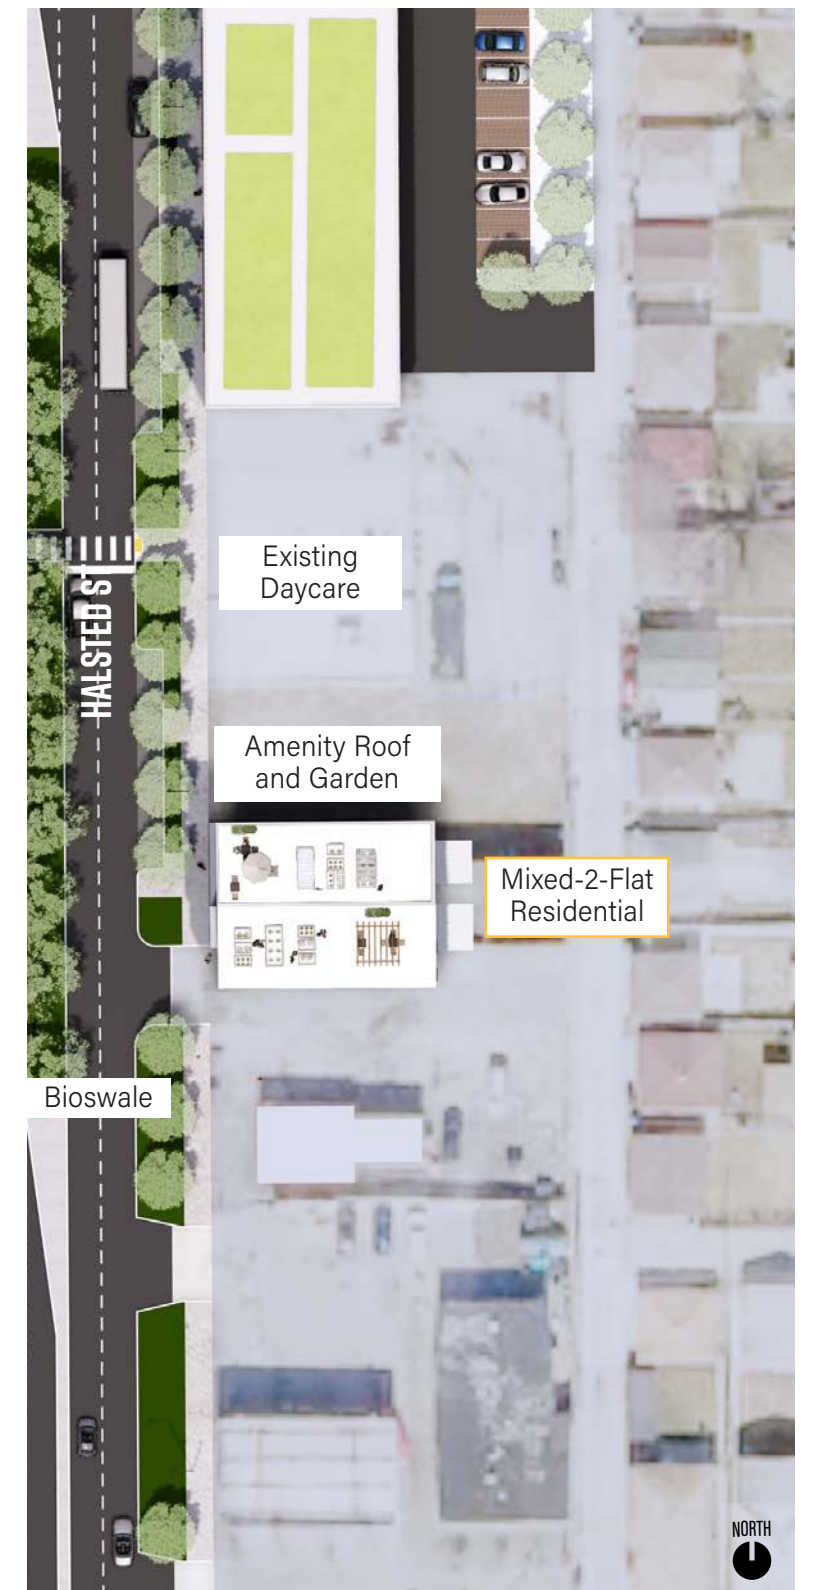 Existing
Daycare
HALSTED ST
Amenity Roof
and Garden
Mixed-2-Flat
Residential
Bioswale
NORTH